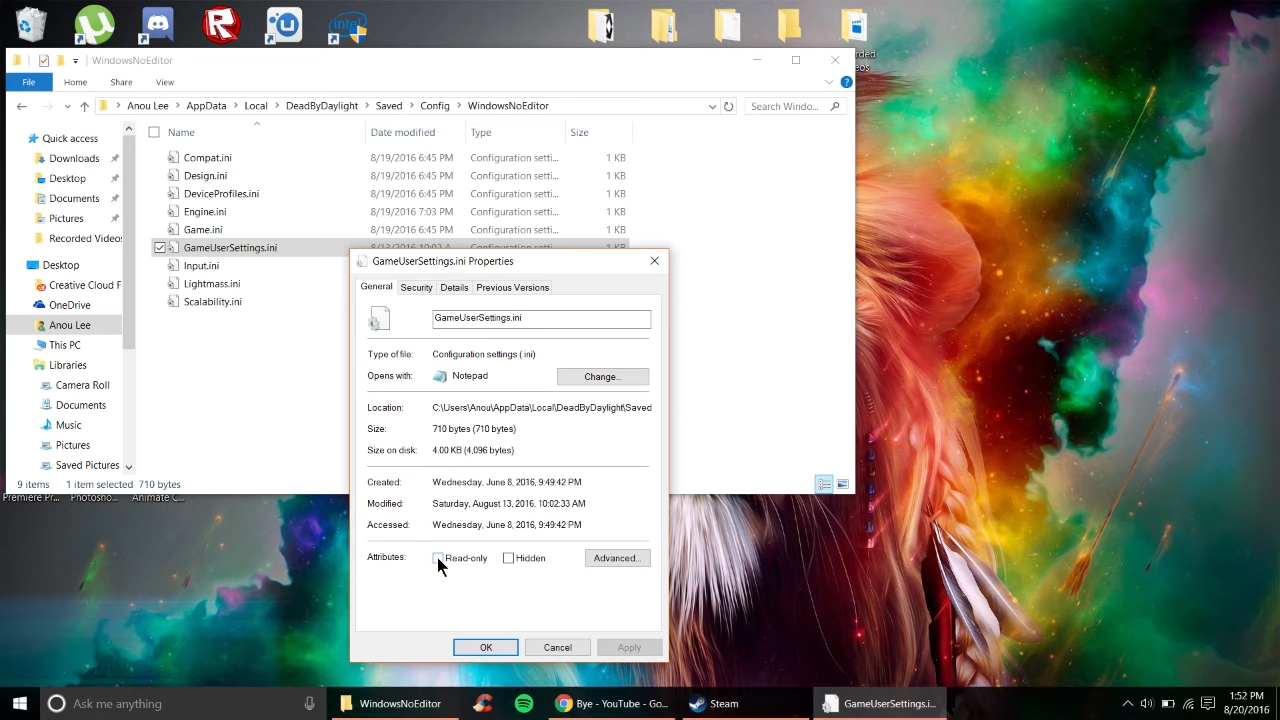 intel
rded
eos
WindowsNoEditor
File Home Share View
Anou Lee AppData Local DeadByDaylight Saved Config WindowsNoEditor Search Windo...
Name Date modified Type Size
Quick access
Downloads
Desktop
Documents
Pictures
Recorded Videos
Desktop
Creative Cloud F
OneDrive
Anou Lee
This PC
Libraries
Camera Roll
Documents
Music
Pictures
Saved Pictures
Compat.ini 8/19/2016 6:45 PM Configuration setti... 1 KB
Design.ini 8/19/2016 6:45 PM Configuration setti... 1 KB
DeviceProfiles.ini 8/19/2016 6:45 PM Configuration setti... 1 KB
Engine.ini 8/19/2016 7:03 PM Configuration setti... 1 KB
Game.ini 8/19/2016 6:45 PM Configuration setti... 1 KB
GameUserSettings.ini 8/13/2016 10:02 A... Configuration setti... 1 KB
Input.ini
Lightmass.ini
Scalability.ini
9 items 1 item selected 710 bytes
Premiere Pr... Photosho... Animate C...
GameUserSettings.ini Properties
General Security Details Previous Versions
GameUserSettings.ini
Type of file: Configuration settings (.ini)
Opens with: Notepad Change...
Location: C:\Users\Anou\AppData\Local\DeadByDaylight\Saved
Size: 710 bytes (710 bytes)
Size on disk: 4.00 KB (4,096 bytes)
Created: Wednesday, June 8, 2016, 9:49:42 PM
Modified: Saturday, August 13, 2016, 10:02:33 AM
Accessed: Wednesday, June 8, 2016, 9:49:42 PM
Attributes: Read-only Hidden Advanced...
OK Cancel Apply
Ask me anything WindowsNoEditor Bye - YouTube - Go... Steam GameUserSettings.i...
1:52 PM
8/20/2016